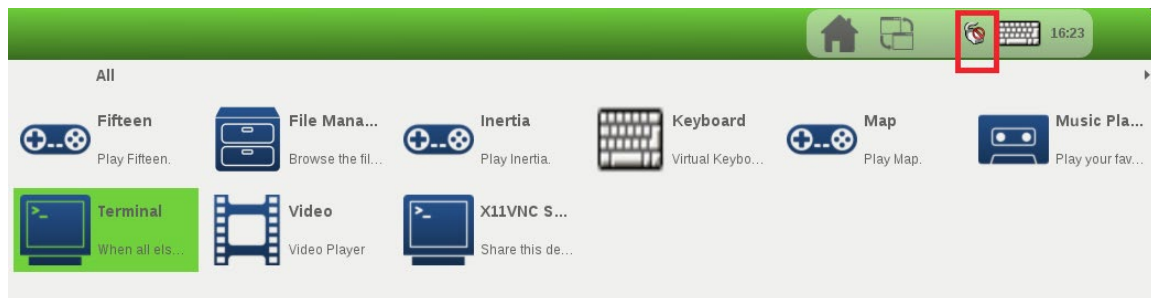 16:23
All
Fifteen
Play Fifteen.
File Mana...
Browse the fil...
Inertia
Play Inertia.
Keyboard
Virtual Keybo...
Map
Play Map.
Music Pla...
Play your fav...
Terminal
When all els...
Video
Video Player
X11VNC S...
Share this de...